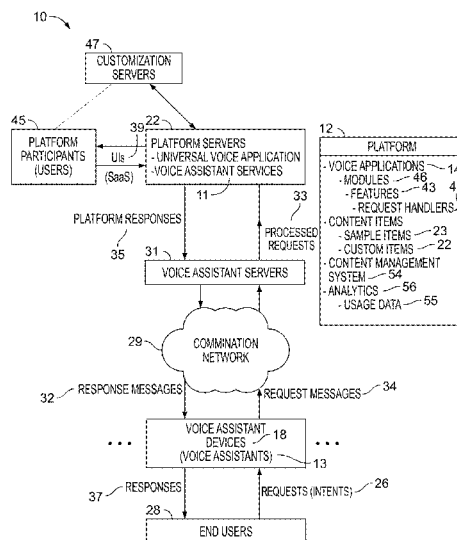 10
47
CUSTOMIZATION SERVERS
45
PLATFORM PARTICIPANTS (USERS)
39
UIs
(SaaS)
22
PLATFORM SERVERS
- UNIVERSAL VOICE APPLICATION
- VOICE ASSISTANT SERVICES
11
33
PLATFORM RESPONSES
35
PROCESSED REQUESTS
31
VOICE ASSISTANT SERVERS
29
COMMINATION NETWORK
32
RESPONSE MESSAGES
REQUEST MESSAGES
34
VOICE ASSISTANT DEVICES
18
(VOICE ASSISTANTS)
13
37
RESPONSES
REQUESTS (INTENTS)
26
28
END USERS
12
PLATFORM
- VOICE APPLICATIONS 14
- MODULES 46
- FEATURES 43
- REQUEST HANDLERS 4
- CONTENT ITEMS
- SAMPLE ITEMS 23
- CUSTOM ITEMS 22
- CONTENT MANAGEMENT
SYSTEM 54
- ANALYTICS 56
- USAGE DATA 55